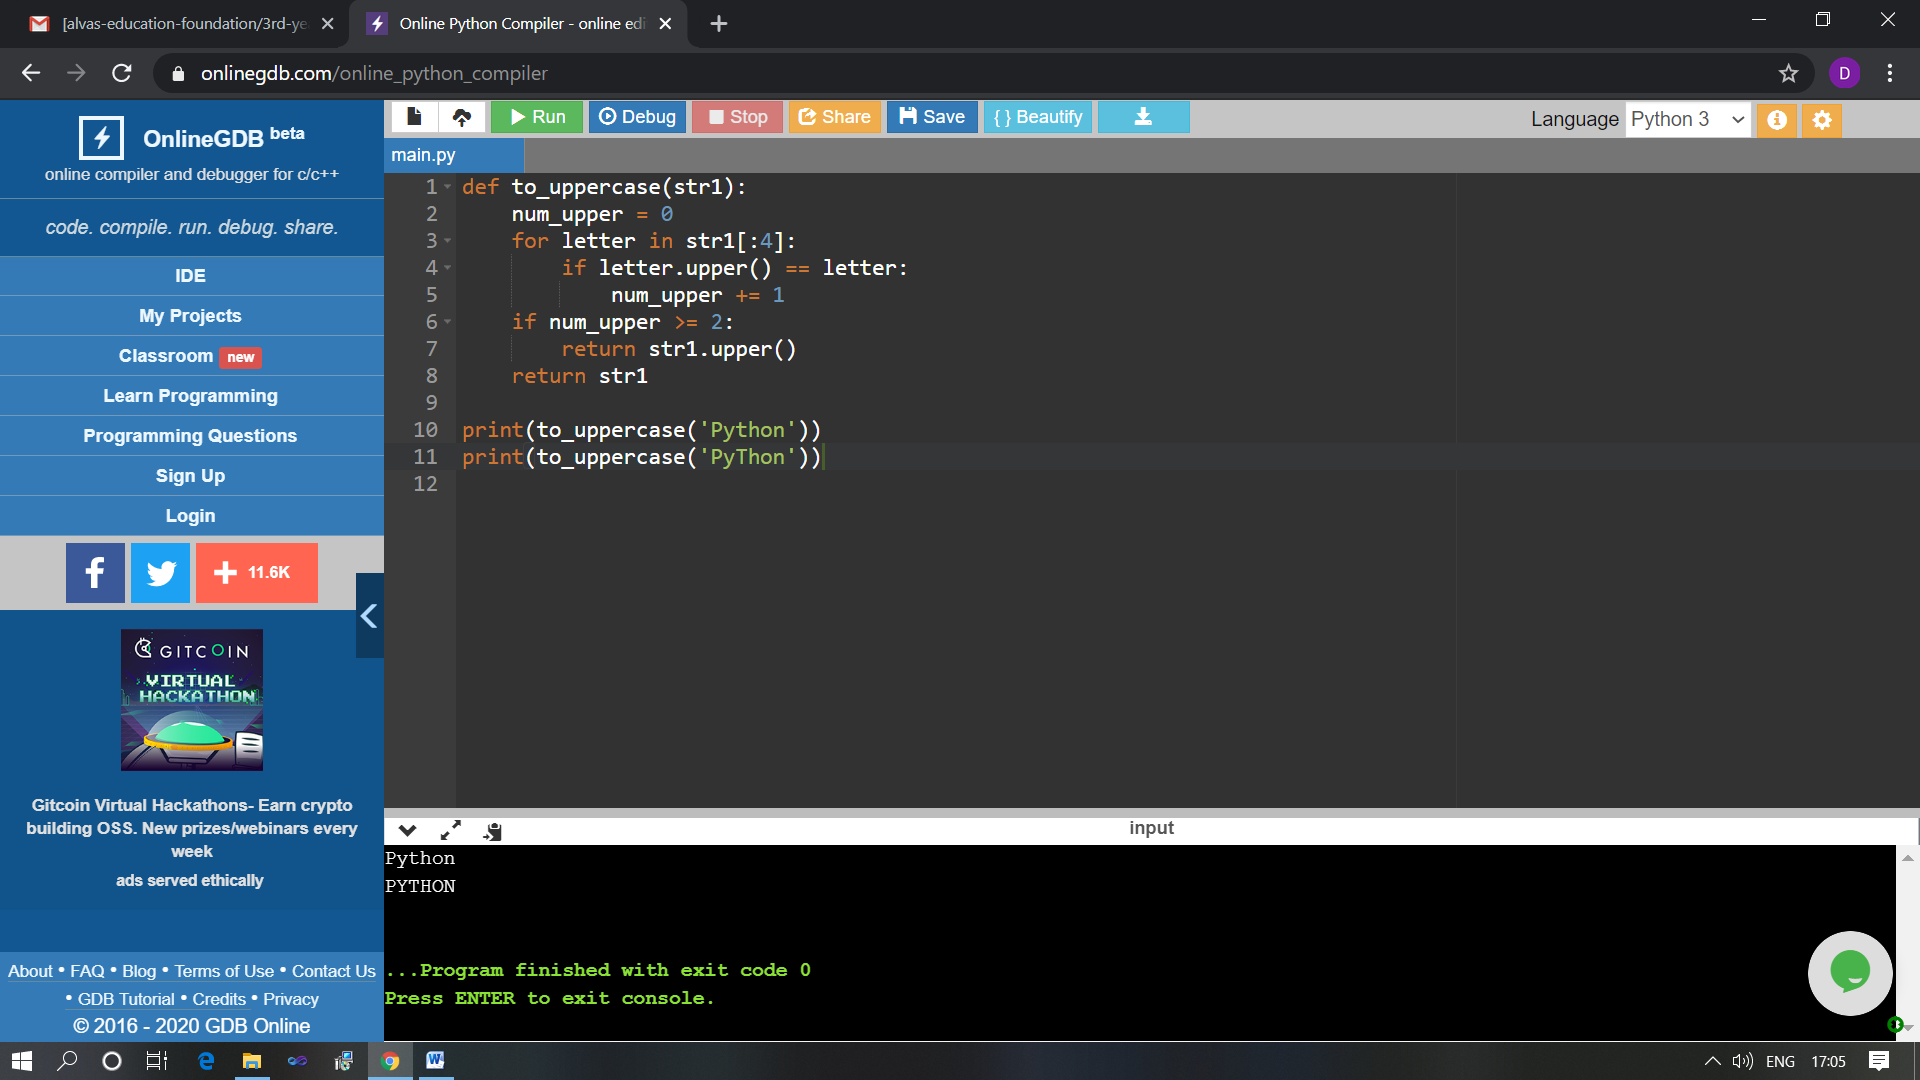 [alvas-education-foundation/3rd-ye
Online Python Compiler - online edi
onlinegdb.com/online_python_compiler
D
OnlineGDB beta
online compiler and debugger for c/c++
code. compile. run. debug. share.
IDE
My Projects
Classroom new
Learn Programming
Programming Questions
Sign Up
Login
11.6K
GITCOIN
VIRTUAL
HACKATHON
Gitcoin Virtual Hackathons- Earn crypto
building OSS. New prizes/webinars every
week
ads served ethically
About • FAQ • Blog • Terms of Use • Contact Us
• GDB Tutorial • Credits • Privacy
© 2016 - 2020 GDB Online
Run Debug Stop Share Save { } Beautify
Language Python 3
main.py
1 def to_uppercase(str1):
2     num_upper = 0
3     for letter in str1[:4]:
4         if letter.upper() == letter:
5             num_upper += 1
6     if num_upper >= 2:
7         return str1.upper()
8     return str1
9
10 print(to_uppercase('Python'))
11 print(to_uppercase('PyThon'))
12
input
Python
PYTHON
...Program finished with exit code 0
Press ENTER to exit console.
ENG 17:05